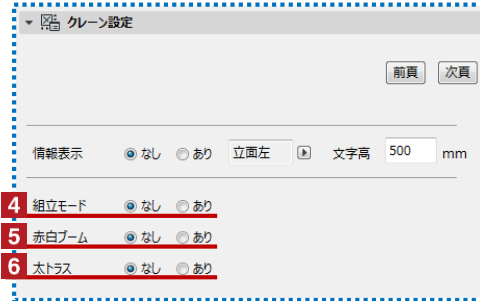 クレーン設定
前頁 次頁
情報表示 なし あり 立面左 文字高 500 mm
4 組立モード なし あり
5 赤白ブーム なし あり
6 太トラス なし あり